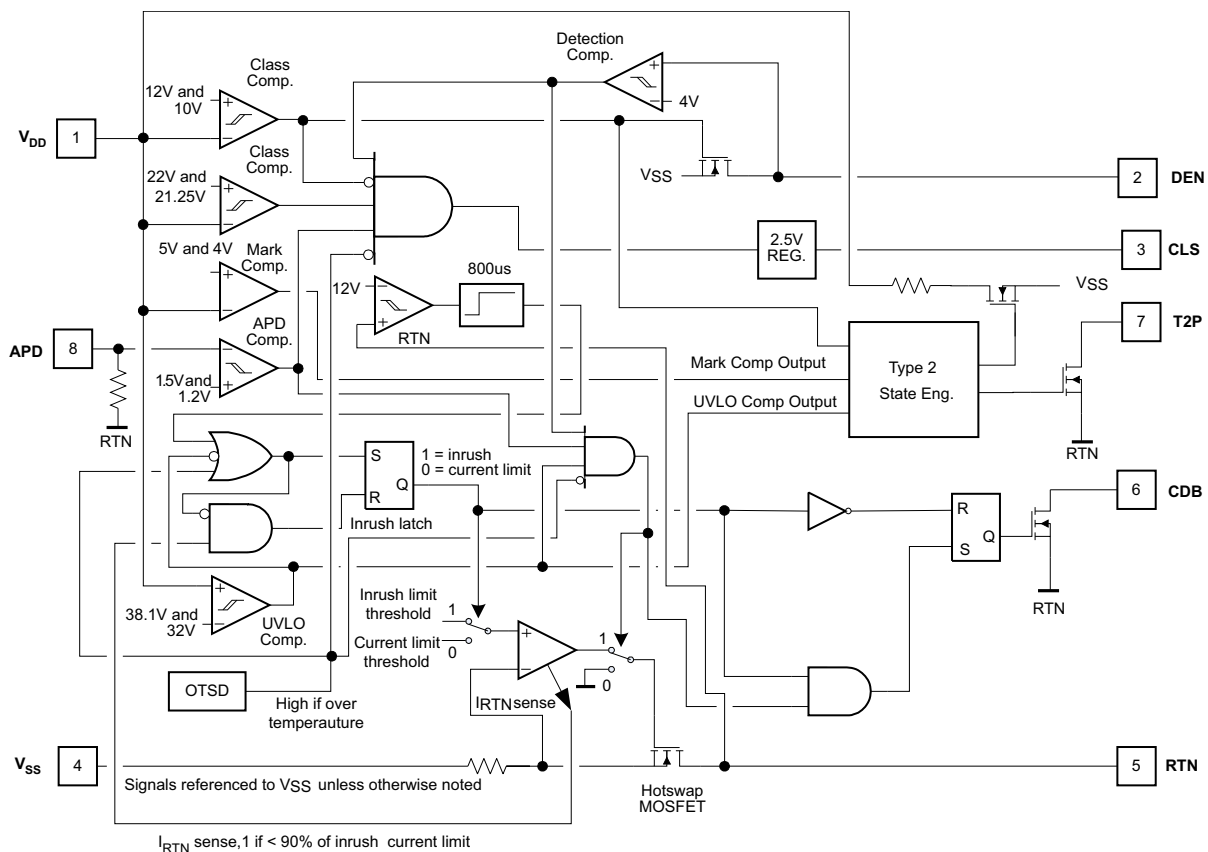 Detection
Comp.
Class
Comp.
12V and
10V
4V
VDD
1
Class
Comp.
22V and
21.25V
VSS
2
DEN
5V and 4V
Mark
Comp.
2.5V
REG.
3
CLS
12V
800us
VSS
APD
8
APD
Comp.
RTN
7
T2P
1.5V and
1.2V
Mark Comp Output
Type 2
State Eng.
UVLO Comp Output
RTN
RTN
S
R
Q
1 = inrush
0 = current limit
Inrush latch
6
CDB
R
S
Q
38.1V and
32V
UVLO
Comp.
Inrush limit
threshold
1
Current limit
threshold
0
1
0
RTN
OTSD
High if over
temperauture
IRTN sense
VSS
4
Signals referenced to VSS unless otherwise noted
5
RTN
Hotswap
MOSFET
IRTN sense,1 if < 90% of inrush current limit